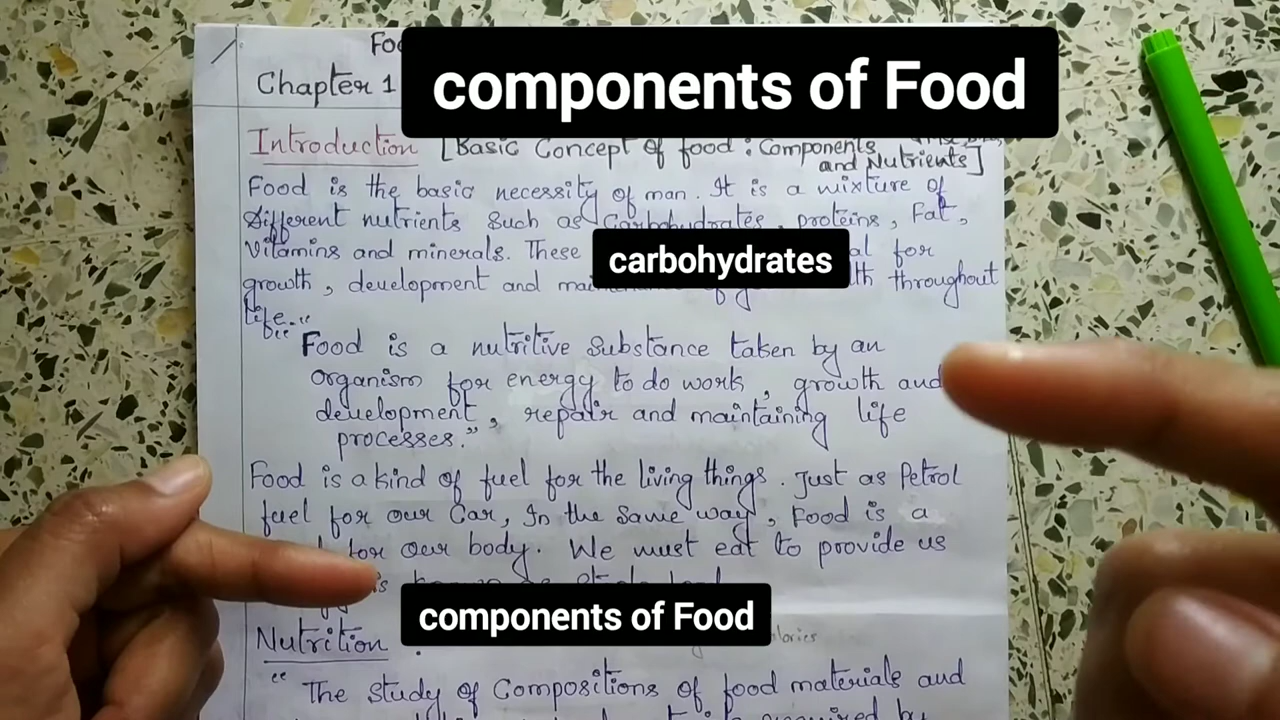 components of Food
Chapter 1
Introduction [Basic Concept of food : Components
and Nutrients]
Food is the basic necessity of man. It is a mixture of
different nutrients such as Carbohydrates, proteins, Fat,
Vitamins and minerals. These
carbohydrates
for
growth, development and throughout
life."
"Food is a nutritive substance taken by an
organism for energy to do work, growth and
development, repair and maintaining life
processes."
Food is a kind of fuel for the living things. Just as Petrol
fuel for our Car, In the same way, Food is a
for our body. We must eat to provide us
components of Food
Nutrition :
"The study of Compositions of food materials and